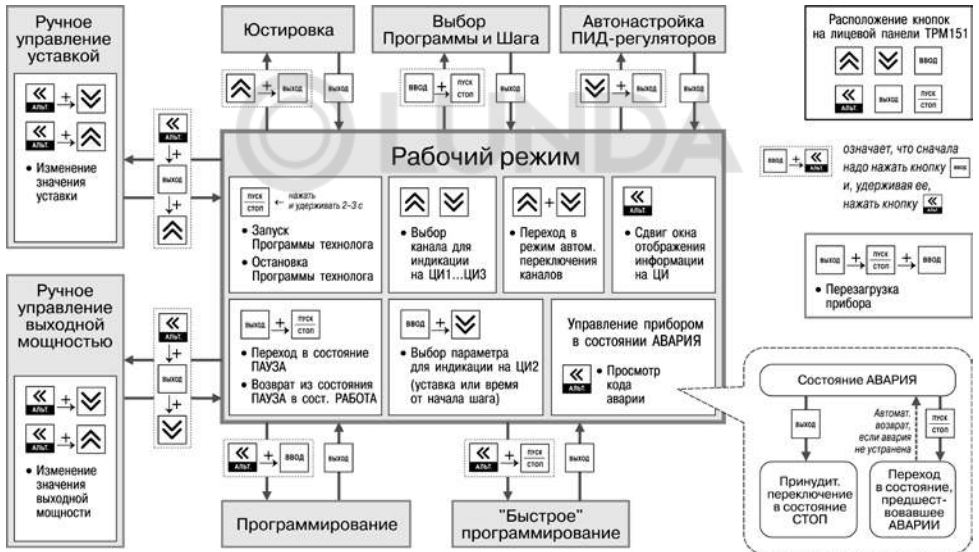 Ручное
управление
уставкой
АЛЬТ.
+
АЛЬТ.
+
• Изменение
значения
уставки
АЛЬТ.
+
ВЫХОД
+
Юстировка
+
ВЫХОД
ВЫХОД
Выбор
Программы и Шага
ВВОД
+
ПУСК
СТОП
ВЫХОД
Автонастройка
ПИД-регуляторов
+
ВЫХОД
ВЫХОД
LUNDA
Рабочий режим
ПУСК
СТОП
← нажать
и удерживать 2–3 с
• Запуск
Программы технолога
• Остановка
Программы технолога
• Выбор
канала для
индикации
на ЦИ1...ЦИ3
+
• Переход в
режим автом.
переключения
каналов
АЛЬТ.
• Сдвиг окна
отображения
информации
на ЦИ
ВЫХОД
+
ПУСК
СТОП
• Переход в состояние
ПАУЗА
• Возврат из состояния
ПАУЗА в сост. РАБОТА
ВВОД
+
• Выбор параметра
для индикации на ЦИ2
(уставка или время
от начала шага)
Управление прибором
в состоянии АВАРИЯ
АЛЬТ.
• Просмотр
кода
аварии
Ручное
управление
выходной
мощностью
АЛЬТ.
+
АЛЬТ.
+
• Изменение
значения
выходной
мощности
АЛЬТ.
+
ВЫХОД
+
АЛЬТ.
+
ВВОД
ВЫХОД
Программирование
АЛЬТ.
+
ПУСК
СТОП
ВЫХОД
"Быстрое"
программирование
Расположение кнопок
на лицевой панели ТРМ151
ВВОД
АЛЬТ.
ВЫХОД
ПУСК
СТОП
ВВОД
+
АЛЬТ.
означает, что сначала
надо нажать кнопку ВВОД
и, удерживая ее,
нажать кнопку АЛЬТ.
ВЫХОД
+
ПУСК
СТОП
+
ВВОД
• Перезагрузка
прибора
Состояние АВАРИЯ
ВЫХОД
Автомат.
возврат,
если авария
не устранена
ПУСК
СТОП
Принудит.
переключение
в состояние
СТОП
Переход
в состояние,
предшест-
вовавшее
АВАРИИ